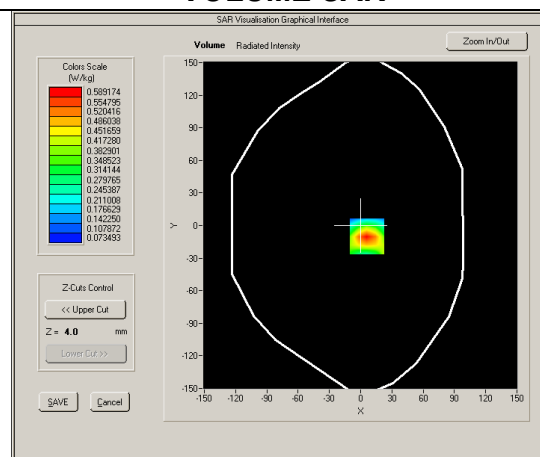 SAR Visualisation Graphical Interface
Volume Radiated Intensity
Zoom In/Out
Colors Scale
(W/kg)
0.589174
0.554795
0.520416
0.486038
0.451659
0.417280
0.382901
0.348523
0.314144
0.279765
0.245387
0.211008
0.176629
0.142250
0.107872
0.073493
Z-Cuts Control
<< Upper Cut
Z = 4.0 mm
Lower Cut >>
SAVE Cancel
150
120
90
60
30
0
-30
-60
-90
-120
-150
Y
-150 -120 -90 -60 -30 0 30 60 90 120 150
X